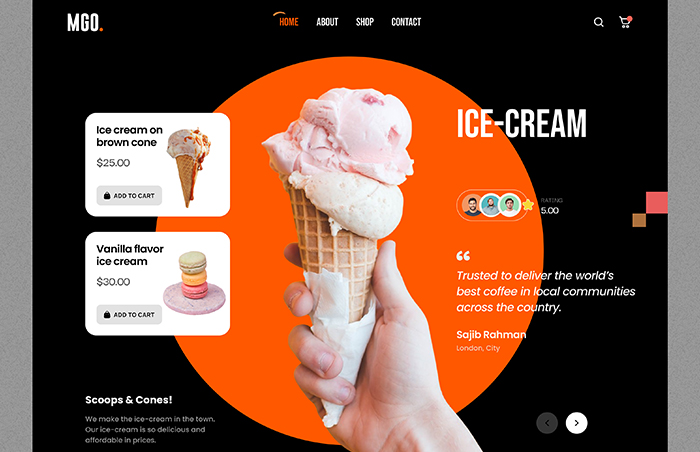 MGO.
HOME ABOUT SHOP CONTACT
Ice cream on
brown cone
$25.00
ADD TO CART
Vanilla flavor
ice cream
$30.00
ADD TO CART
Scoops & Cones!
We make the ice-cream in the town.
Our ice-cream is so delicious and
affordable in prices.
ICE-CREAM
RATING
5.00
“
Trusted to deliver the world’s
best coffee in local communities
across the country.
Sajib Rahman
London, City